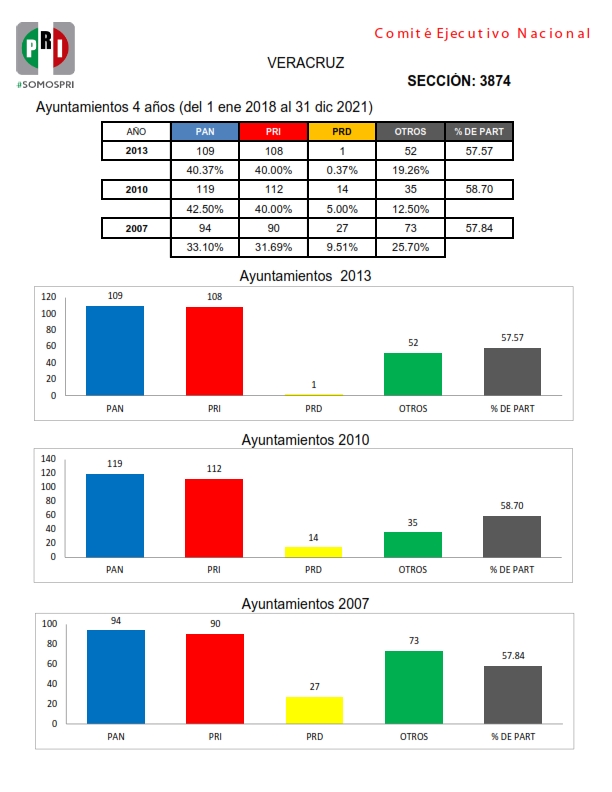 Comité Ejecutivo Nacional
PRI
#SOMOSPRI
VERACRUZ
SECCIÓN: 3874
Ayuntamientos 4 años (del 1 ene 2018 al 31 dic 2021)
AÑO PAN PRI PRD OTROS % DE PART
2013 109 108 1 52 57.57
40.37% 40.00% 0.37% 19.26%
2010 119 112 14 35 58.70
42.50% 40.00% 5.00% 12.50%
2007 94 90 27 73 57.84
33.10% 31.69% 9.51% 25.70%
Ayuntamientos 2013
120
100
80
60
40
20
0
109 108 1 52 57.57
PAN PRI PRD OTROS % DE PART
Ayuntamientos 2010
140
120
100
80
60
40
20
0
119 112 14 35 58.70
PAN PRI PRD OTROS % DE PART
Ayuntamientos 2007
100
80
60
40
20
0
94 90 27 73 57.84
PAN PRI PRD OTROS % DE PART